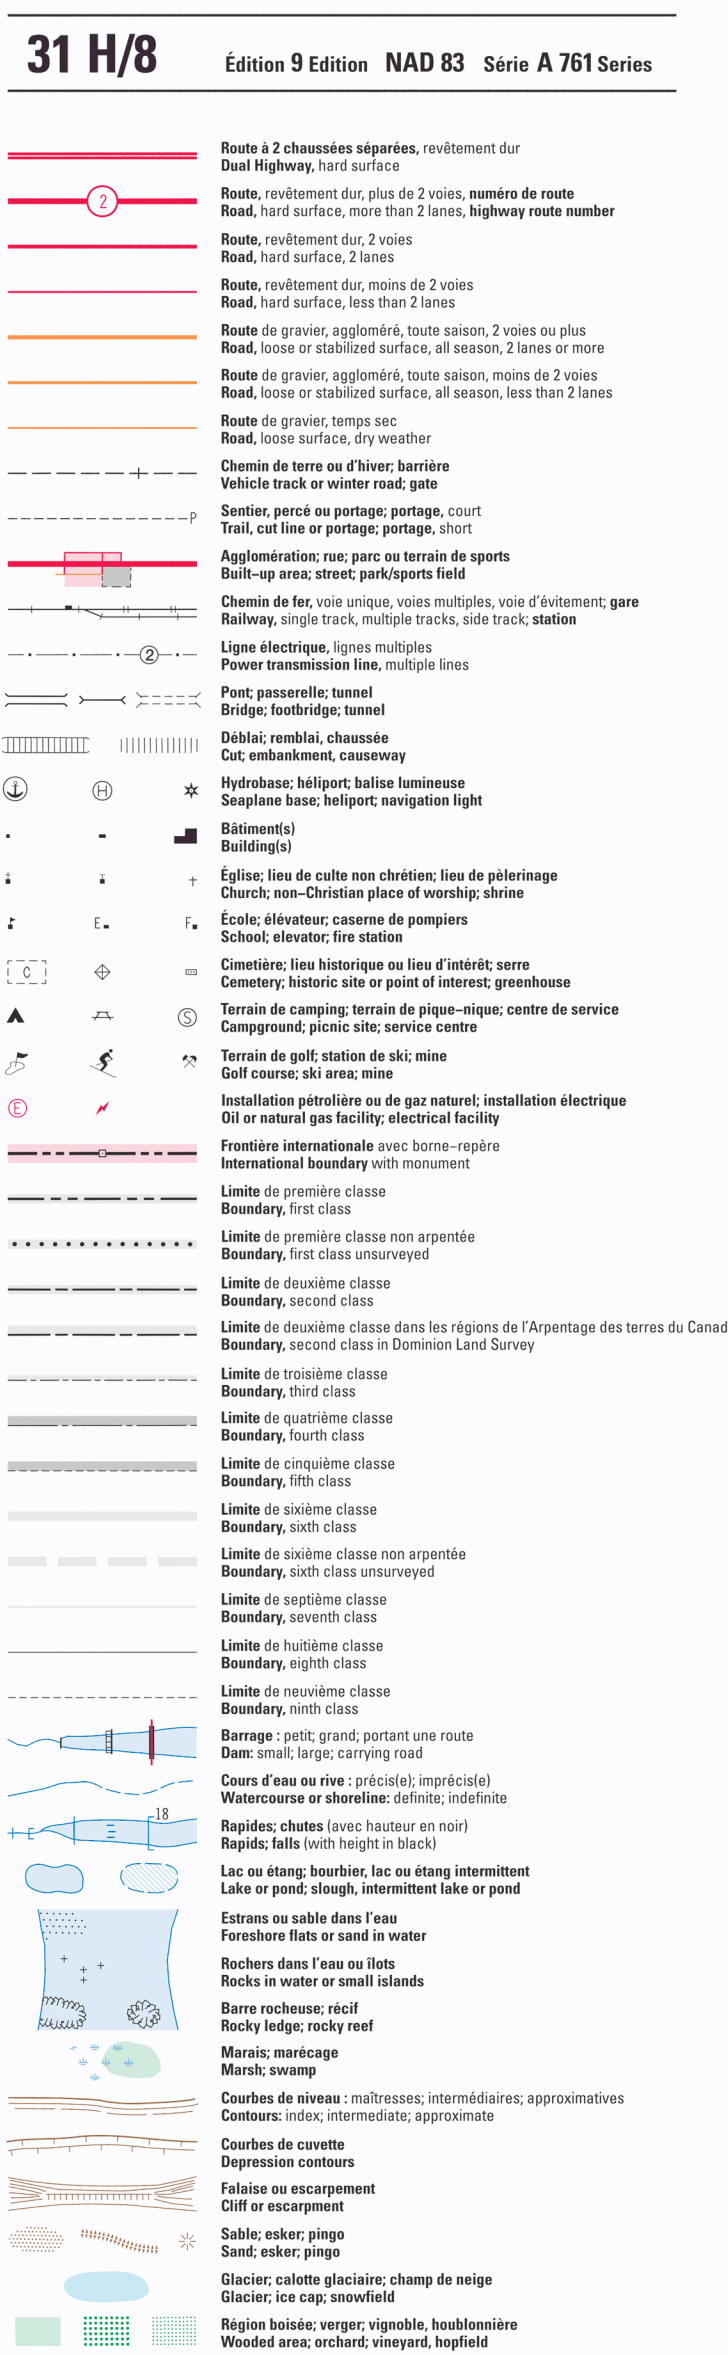 31 H/8 Édition 9 Edition NAD 83 Série A 761 Series
Route à 2 chaussées séparées, revêtement dur
Dual Highway, hard surface
2
Route, revêtement dur, plus de 2 voies, numéro de route
Road, hard surface, more than 2 lanes, highway route number
Route, revêtement dur, 2 voies
Road, hard surface, 2 lanes
Route, revêtement dur, moins de 2 voies
Road, hard surface, less than 2 lanes
Route de gravier, aggloméré, toute saison, 2 voies ou plus
Road, loose or stabilized surface, all season, 2 lanes or more
Route de gravier, aggloméré, toute saison, moins de 2 voies
Road, loose or stabilized surface, all season, less than 2 lanes
Route de gravier, temps sec
Road, loose surface, dry weather
Chemin de terre ou d'hiver; barrière
Vehicle track or winter road; gate
P
Sentier, percé ou portage; portage, court
Trail, cut line or portage; portage, short
Agglomération; rue; parc ou terrain de sports
Built–up area; street; park/sports field
Chemin de fer, voie unique, voies multiples, voie d'évitement; gare
Railway, single track, multiple tracks, side track; station
2
Ligne électrique, lignes multiples
Power transmission line, multiple lines
Pont; passerelle; tunnel
Bridge; footbridge; tunnel
Déblai; remblai, chaussée
Cut; embankment, causeway
H
Hydrobase; héliport; balise lumineuse
Seaplane base; heliport; navigation light
Bâtiment(s)
Building(s)
Église; lieu de culte non chrétien; lieu de pèlerinage
Church; non–Christian place of worship; shrine
E F
École; élévateur; caserne de pompiers
School; elevator; fire station
C
Cimetière; lieu historique ou lieu d'intérêt; serre
Cemetery; historic site or point of interest; greenhouse
S
Terrain de camping; terrain de pique–nique; centre de service
Campground; picnic site; service centre
Terrain de golf; station de ski; mine
Golf course; ski area; mine
E
Installation pétrolière ou de gaz naturel; installation électrique
Oil or natural gas facility; electrical facility
Frontière internationale avec borne–repère
International boundary with monument
Limite de première classe
Boundary, first class
Limite de première classe non arpentée
Boundary, first class unsurveyed
Limite de deuxième classe
Boundary, second class
Limite de deuxième classe dans les régions de l'Arpentage des terres du Canad
Boundary, second class in Dominion Land Survey
Limite de troisième classe
Boundary, third class
Limite de quatrième classe
Boundary, fourth class
Limite de cinquième classe
Boundary, fifth class
Limite de sixième classe
Boundary, sixth class
Limite de sixième classe non arpentée
Boundary, sixth class unsurveyed
Limite de septième classe
Boundary, seventh class
Limite de huitième classe
Boundary, eighth class
Limite de neuvième classe
Boundary, ninth class
Barrage : petit; grand; portant une route
Dam: small; large; carrying road
Cours d'eau ou rive : précis(e); imprécis(e)
Watercourse or shoreline: definite; indefinite
18
Rapides; chutes (avec hauteur en noir)
Rapids; falls (with height in black)
Lac ou étang; bourbier, lac ou étang intermittent
Lake or pond; slough, intermittent lake or pond
Estrans ou sable dans l'eau
Foreshore flats or sand in water
Rochers dans l'eau ou îlots
Rocks in water or small islands
Barre rocheuse; récif
Rocky ledge; rocky reef
Marais; marécage
Marsh; swamp
Courbes de niveau : maîtresses; intermédiaires; approximatives
Contours: index; intermediate; approximate
Courbes de cuvette
Depression contours
Falaise ou escarpement
Cliff or escarpment
Sable; esker; pingo
Sand; esker; pingo
Glacier; calotte glaciaire; champ de neige
Glacier; ice cap; snowfield
Région boisée; verger; vignoble, houblonnière
Wooded area; orchard; vineyard, hopfield